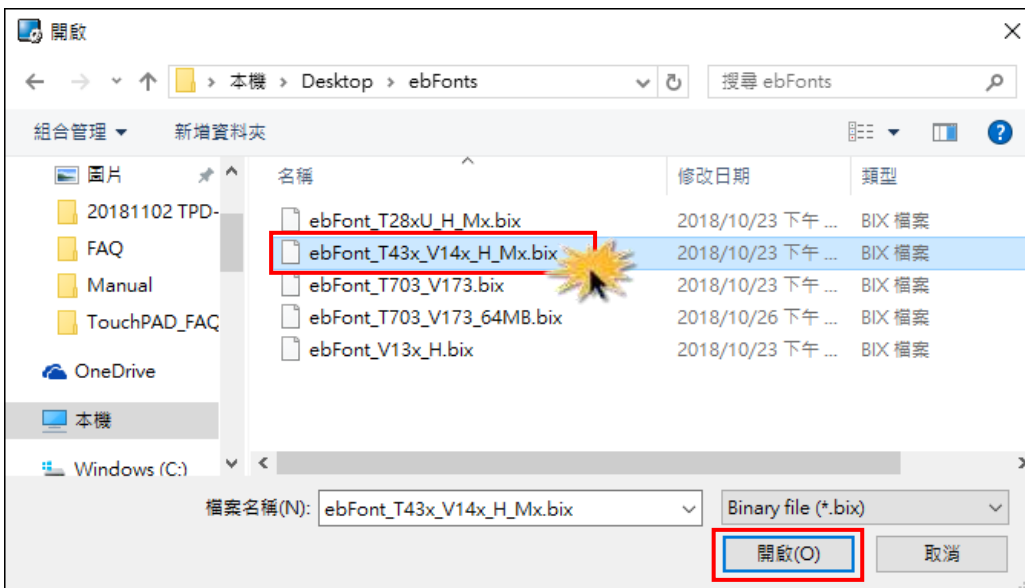 開啟
本機 > Desktop > ebFonts
搜尋 ebFonts
組合管理
新增資料夾
圖片
20181102 TPD-
FAQ
Manual
TouchPAD_FAQ
OneDrive
本機
Windows (C:)
名稱 修改日期 類型
ebFont_T28xU_H_Mx.bix 2018/10/23 下午 ... BIX 檔案
ebFont_T43x_V14x_H_Mx.bix 2018/10/23 下午 ... BIX 檔案
ebFont_T703_V173.bix 2018/10/23 下午 ... BIX 檔案
ebFont_T703_V173_64MB.bix 2018/10/26 下午 ... BIX 檔案
ebFont_V13x_H.bix 2018/10/23 下午 ... BIX 檔案
檔案名稱(N): ebFont_T43x_V14x_H_Mx.bix Binary file (*.bix)
開啟(O) 取消